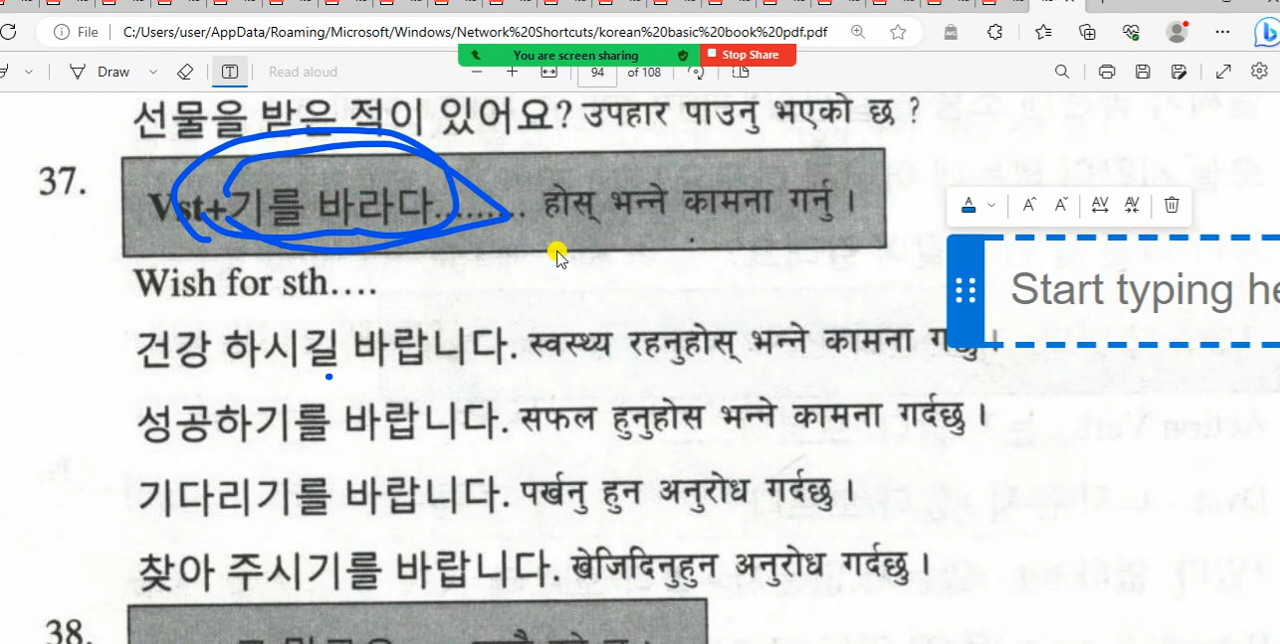 File C:/Users/user/AppData/Roaming/Microsoft/Windows/Network%20Shortcuts/korean%20basic%20book%20pdf.pdf
You are screen sharing Stop Share
Draw Read aloud 94 of 108
선물을 받은 적이 있어요? उपहार पाउनु भएको छ ?
37. Vst+기를 바라다......... होस् भन्ने कामना गर्नु ।
Wish for sth....
Start typing he
건강 하시길 바랍니다. स्वस्थ्य रहनुहोस् भन्ने कामना
성공하기를 바랍니다. सफल हुनुहोस भन्ने कामना गर्दछु ।
기다리기를 바랍니다. पर्खनु हुन अनुरोध गर्दछु ।
찾아 주시기를 바랍니다. खेजिदिनुहुन अनुरोध गर्दछु ।
38.